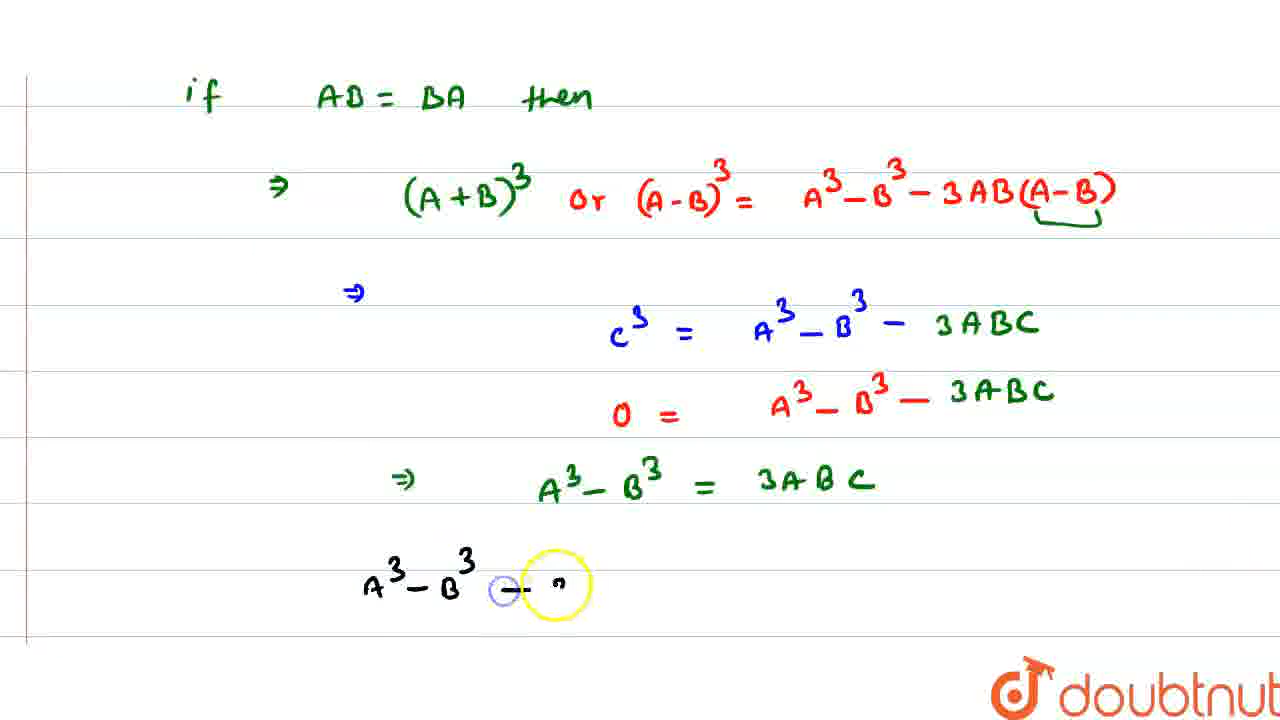 if AB = BA then
⇒ (A+B)³ or (A-B)³ = A³-B³-3AB(A-B)
⇒
C³ = A³-B³-3ABC
0 = A³-B³-3ABC
⇒ A³-B³ = 3ABC
A³-B³ -
doubtnut